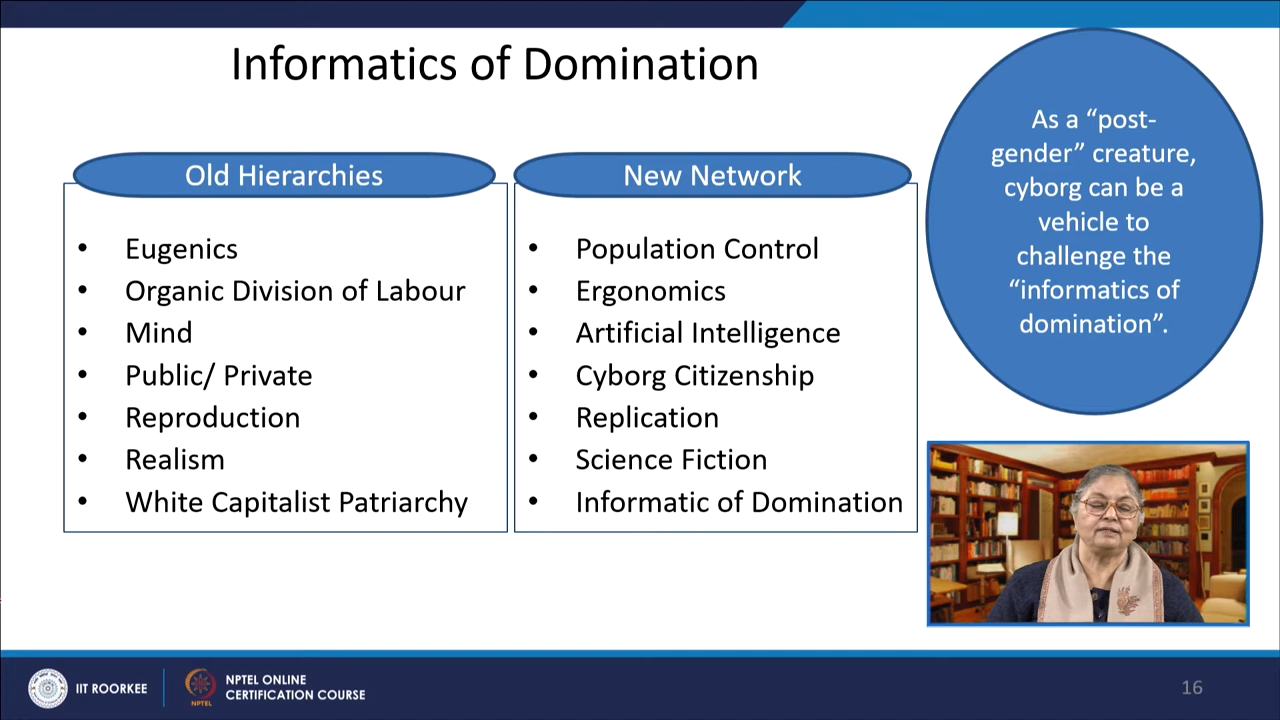 Informatics of Domination
Old Hierarchies
• Eugenics
• Organic Division of Labour
• Mind
• Public/ Private
• Reproduction
• Realism
• White Capitalist Patriarchy
New Network
• Population Control
• Ergonomics
• Artificial Intelligence
• Cyborg Citizenship
• Replication
• Science Fiction
• Informatic of Domination
As a “post-
gender” creature,
cyborg can be a
vehicle to
challenge the
“informatics of
domination”.
IIT ROORKEE
NPTEL
NPTEL ONLINE
CERTIFICATION COURSE
16